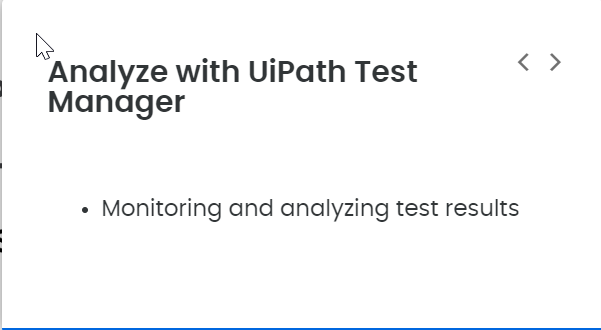 Analyze with UiPath Test
Manager
• Monitoring and analyzing test results